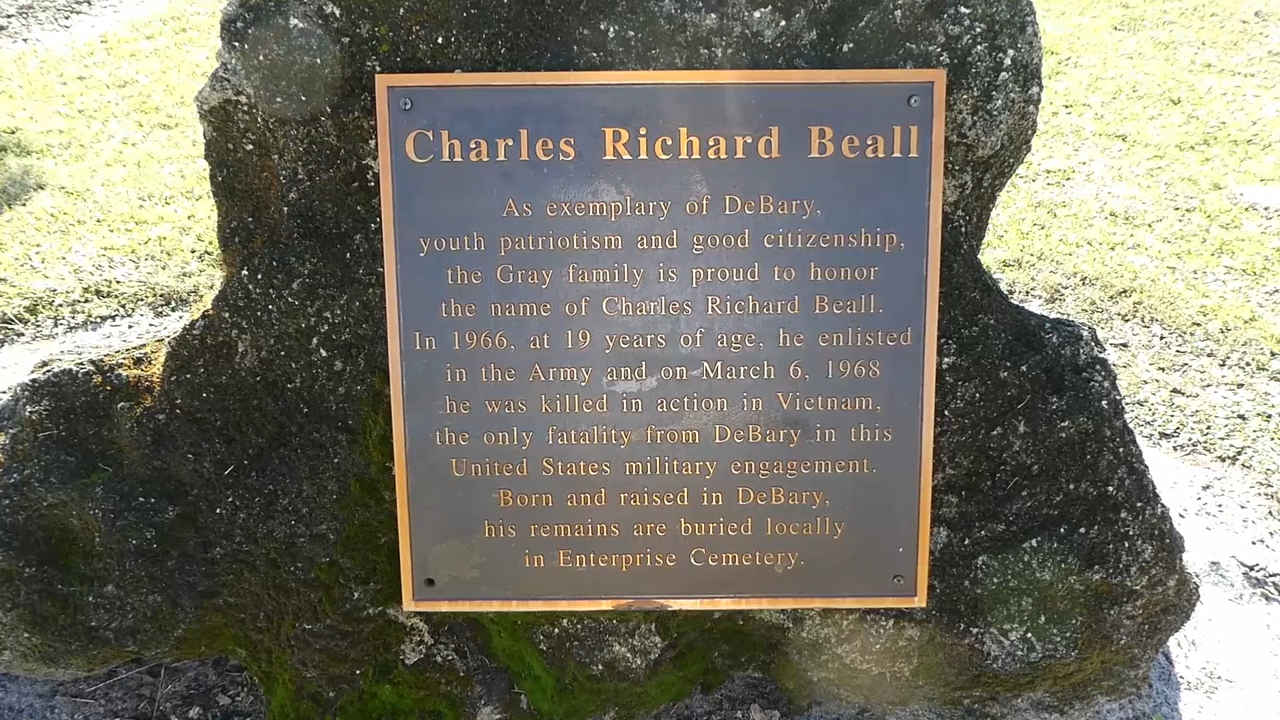 Charles Richard Beall
As exemplary of DeBary,
youth patriotism and good citizenship,
the Gray family is proud to honor
the name of Charles Richard Beall.
In 1966, at 19 years of age, he enlisted
in the Army and on March 6, 1968
he was killed in action in Vietnam,
the only fatality from DeBary in this
United States military engagement.
Born and raised in DeBary,
his remains are buried locally
in Enterprise Cemetery.